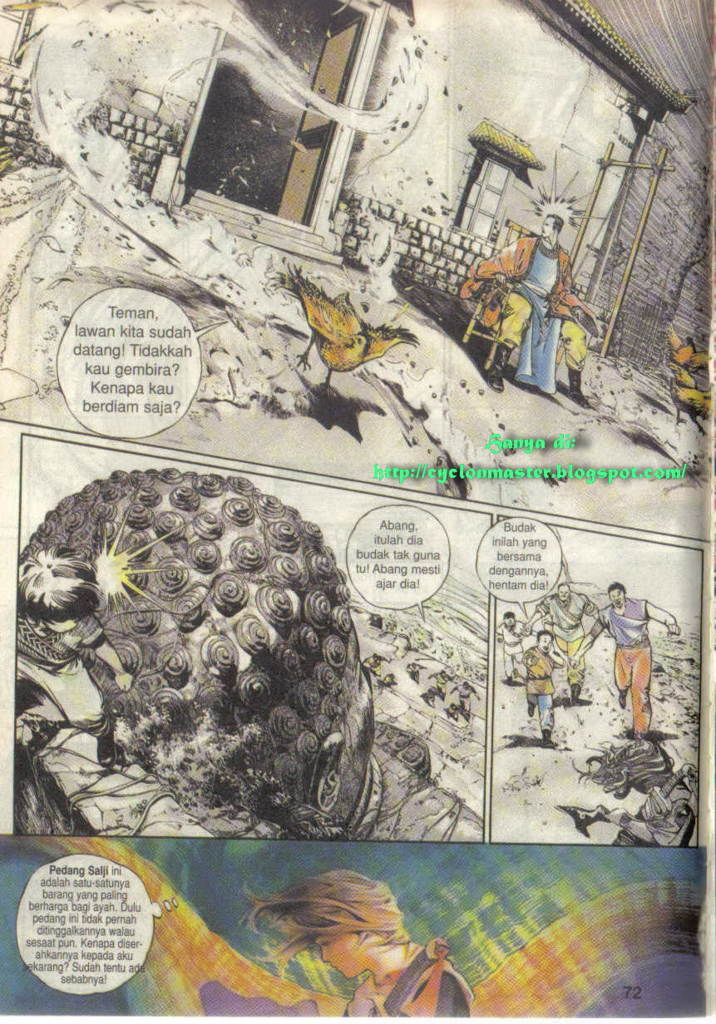 Teman,
lawan kita sudah
datang! Tidakkah
kau gembira?
Kenapa kau
berdiam saja?
Hanya di:
http://cyclonmaster.blogspot.com/
Abang,
itulah dia
budak tak guna
tu! Abang mesti
ajar dia!
Budak
inilah yang
bersama
dengannya,
hentam dia!
Pedang Salji ini
adalah satu-satunya
barang yang paling
berharga bagi ayah. Dulu
pedang ini tidak pernah
ditinggalkannya walau
sesaat pun. Kenapa diser-
ahkannya kepada aku
sekarang? Sudah tentu ada
sebabnya!
72